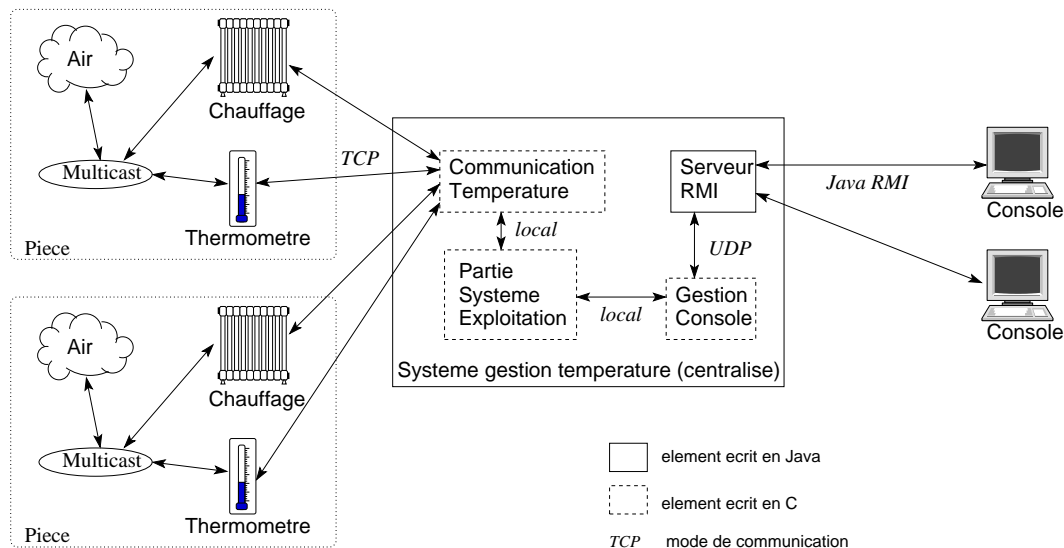 Air
Chauffage
Multicast
Thermometre
Piece
TCP
Communication
Temperature
local
Partie
Systeme
Exploitation
local
Serveur
RMI
UDP
Gestion
Console
Systeme gestion temperature (centralise)
Java RMI
Console
Console
Air
Chauffage
Multicast
Thermometre
Piece
element ecrit en Java
element ecrit en C
TCP mode de communication